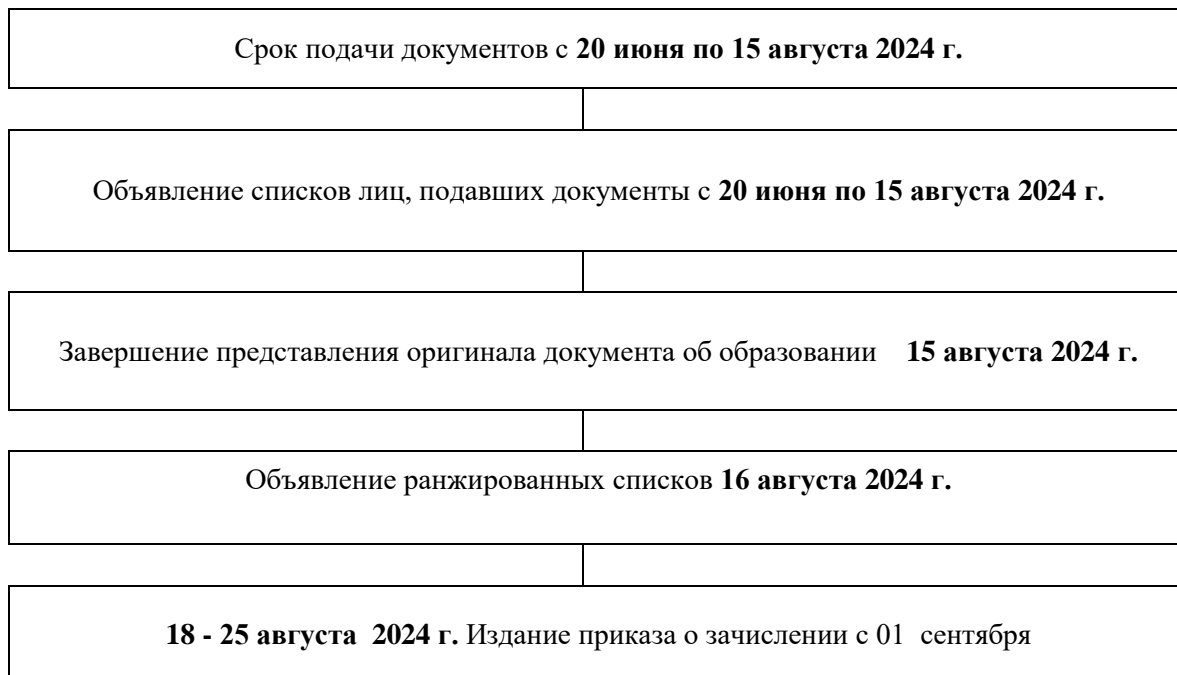 Срок подачи документов с 20 июня по 15 августа 2024 г.
Объявление списков лиц, подавших документы с 20 июня по 15 августа 2024 г.
Завершение представления оригинала документа об образовании 15 августа 2024 г.
Объявление ранжированных списков 16 августа 2024 г.
18 - 25 августа 2024 г. Издание приказа о зачислении с 01 сентября